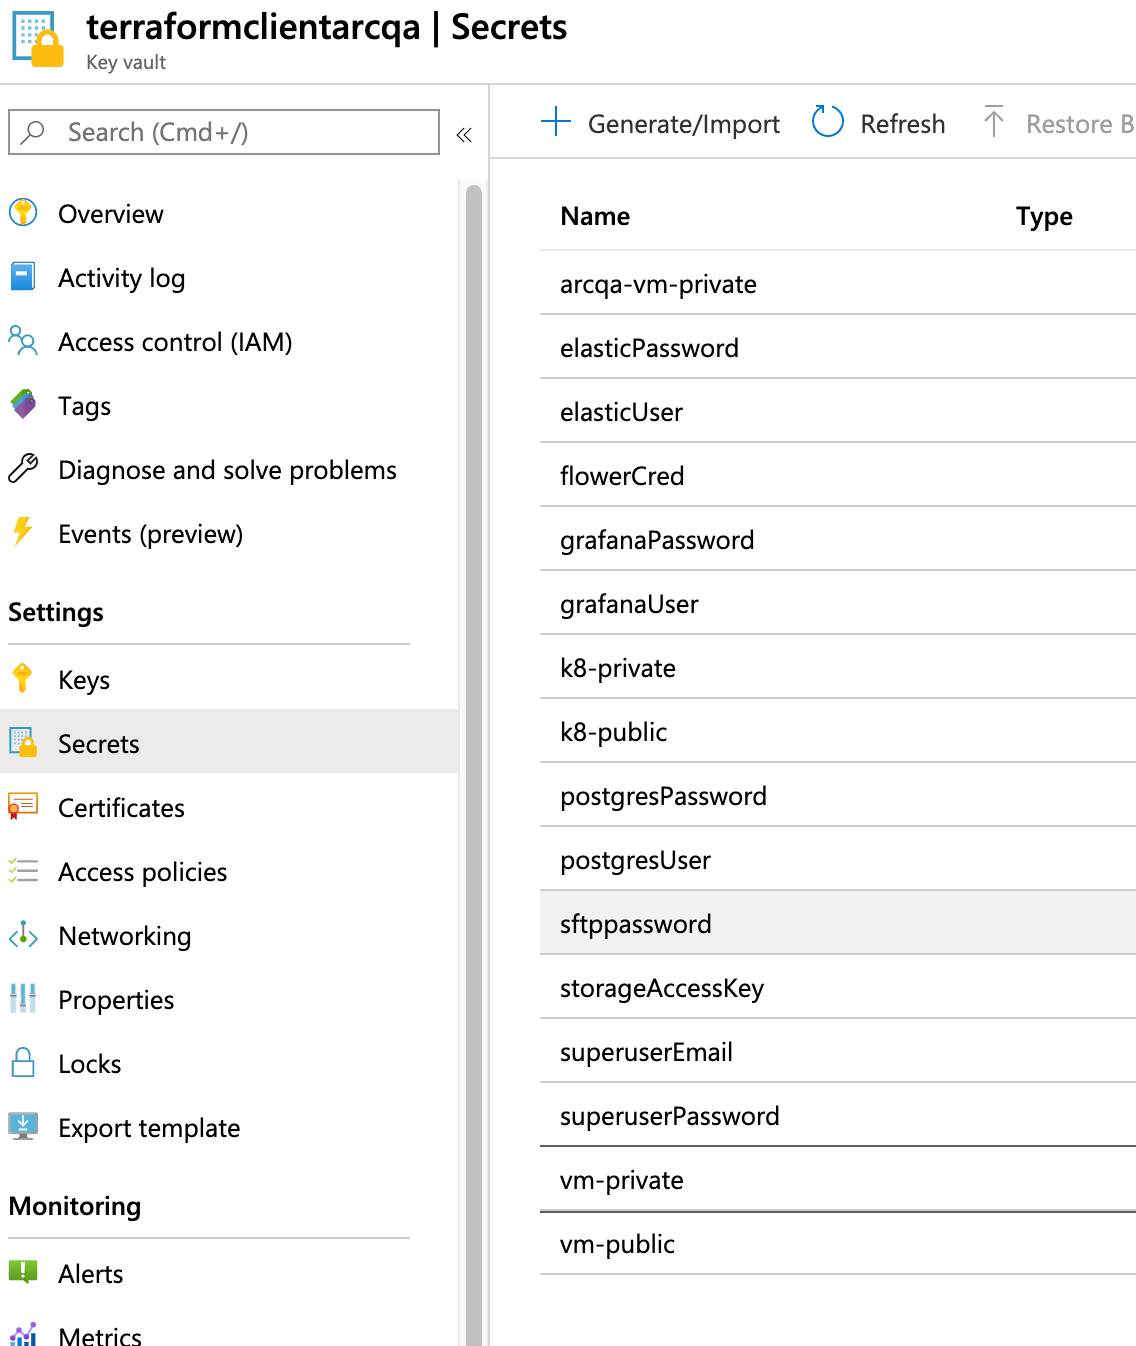 terraformclientarcqa | Secrets
Key vault
Search (Cmd+/)
«
Overview
Activity log
Access control (IAM)
Tags
Diagnose and solve problems
Events (preview)
Settings
Keys
Secrets
Certificates
Access policies
Networking
Properties
Locks
Export template
Monitoring
Alerts
Metrics
Generate/Import
Refresh
Restore B
Name Type
arcqa-vm-private
elasticPassword
elasticUser
flowerCred
grafanaPassword
grafanaUser
k8-private
k8-public
postgresPassword
postgresUser
sftppassword
storageAccessKey
superuserEmail
superuserPassword
vm-private
vm-public